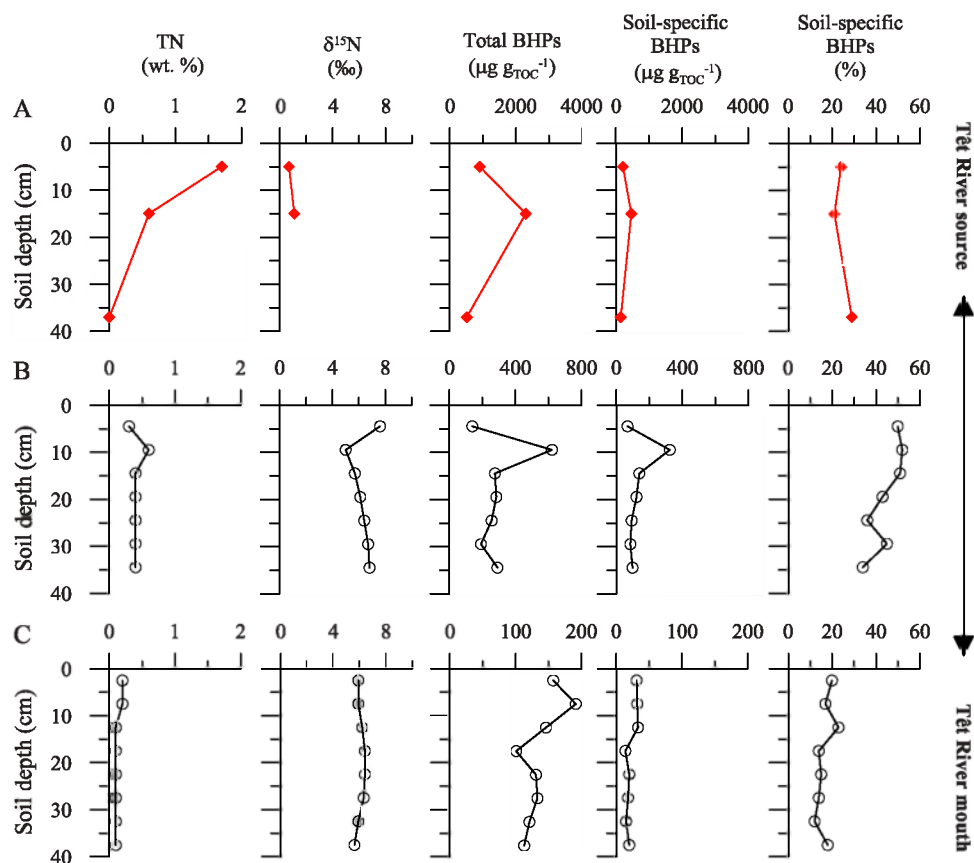 TN
(wt. %)
δ¹⁵N
(‰)
Total BHPs
(μg g_TOC⁻¹)
Soil-specific
BHPs
(μg g_TOC⁻¹)
Soil-specific
BHPs
(%)
A
0 1 2
0 4 8
0 2000 4000
0 2000 4000
0 20 40 60
Soil depth (cm)
0
10
20
30
40
B
0 1 2
0 4 8
0 400 800
0 400 800
0 20 40 60
Soil depth (cm)
0
10
20
30
40
C
0 1 2
0 2 4 6 8
0 100 200
0 100 200
0 20 40 60
Soil depth (cm)
0
10
20
30
40
Têt River source
Têt River mouth